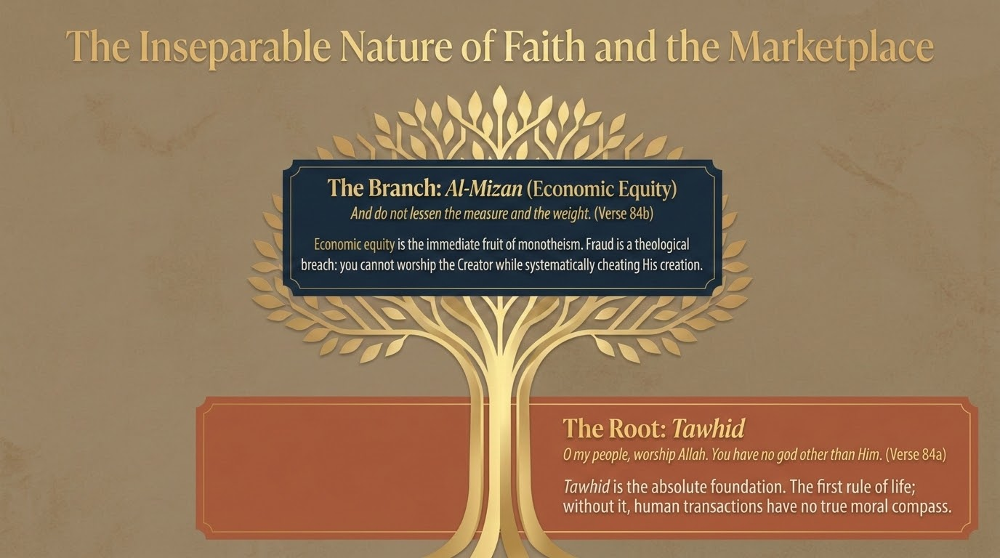 The Inseparable Nature of Faith and the Marketplace
The Branch: Al-Mizan (Economic Equity)
And do not lessen the measure and the weight. (Verse 84b)
Economic equity is the immediate fruit of monotheism. Fraud is a theological
breach: you cannot worship the Creator while systematically cheating His creation.
The Root: Tawhid
O my people, worship Allah. You have no god other than Him. (Verse 84a)
Tawhid is the absolute foundation. The first rule of life;
without it, human transactions have no true moral compass.